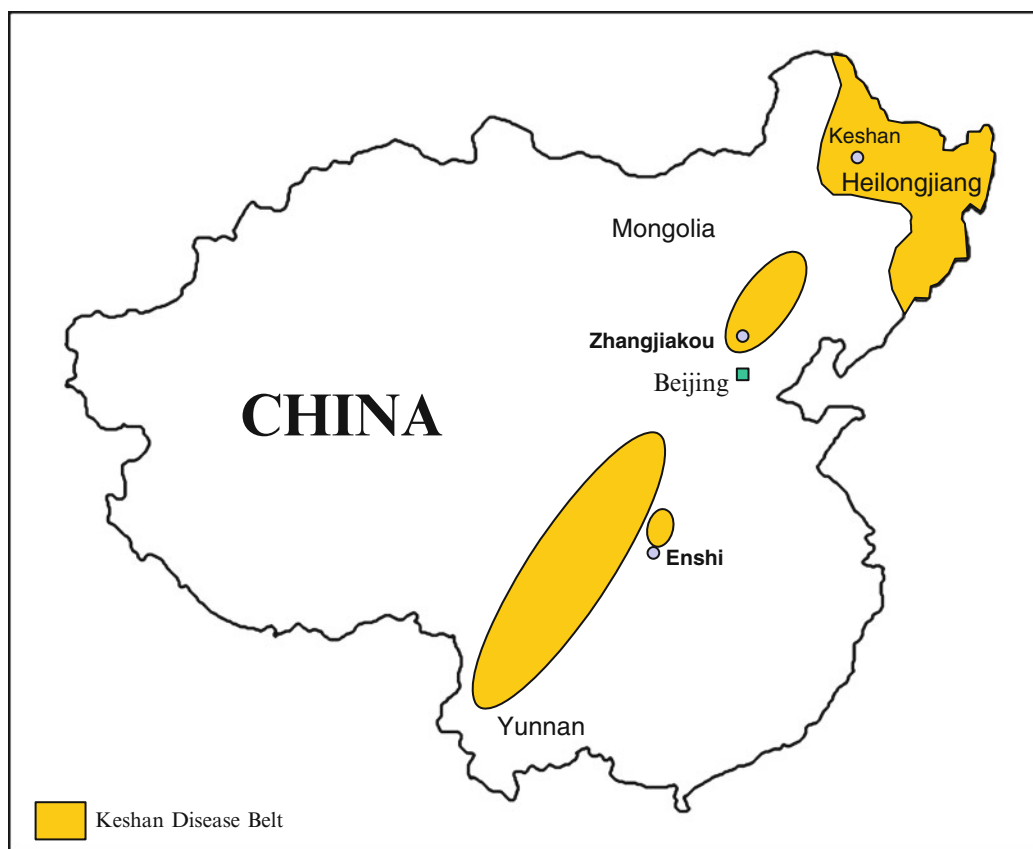 Keshan
Heilongjiang
Mongolia
Zhangjiakou
Beijing
CHINA
Enshi
Yunnan
Keshan Disease Belt